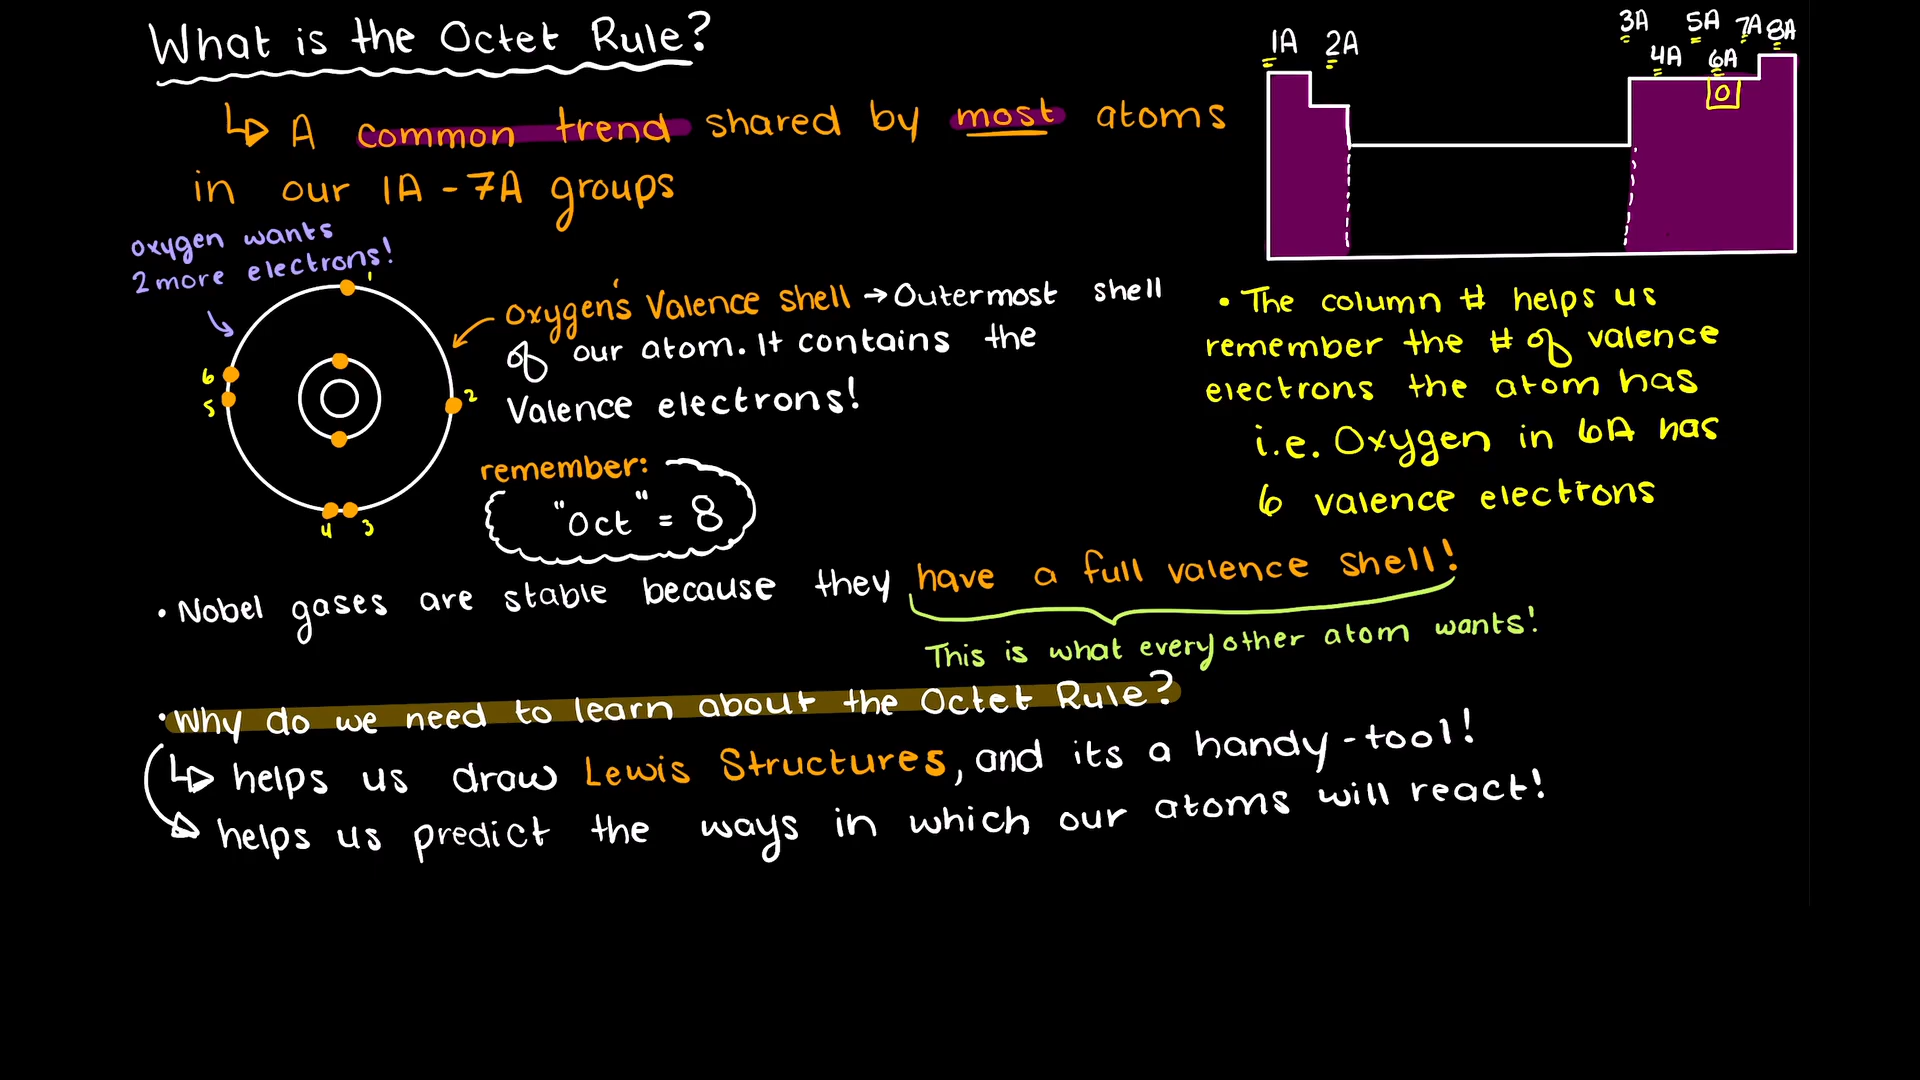 What is the Octet Rule?
A common trend shared by most atoms
in our 1A - 7A groups
1A 2A 3A 4A 5A 6A 7A 8A
O
oxygen wants
2 more electrons!
1
2
3
4
5
6
Oxygen's Valence shell → Outermost shell
of our atom. It contains the
Valence electrons!
remember:
"Oct" = 8
• The column # helps us
remember the # of valence
electrons the atom has
i.e. Oxygen in 6A has
6 valence electrons
• Nobel gases are stable because they have a full valence shell!
This is what every other atom wants!
• Why do we need to learn about the Octet Rule?
helps us draw Lewis Structures, and its a handy-tool!
helps us predict the ways in which our atoms will react!